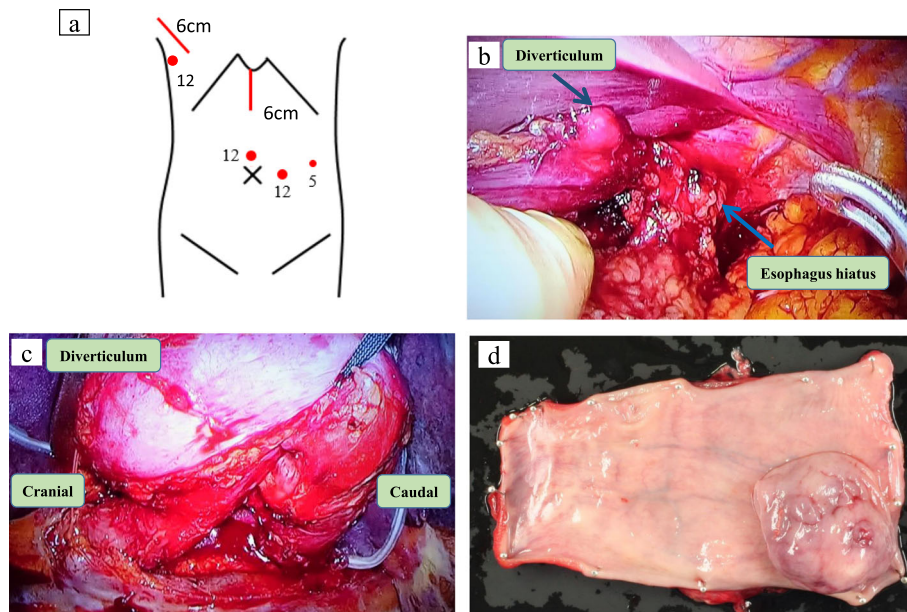 a
6cm
12
6cm
12
12
5
b
Diverticulum
Esophagus hiatus
c
Diverticulum
Cranial
Caudal
d